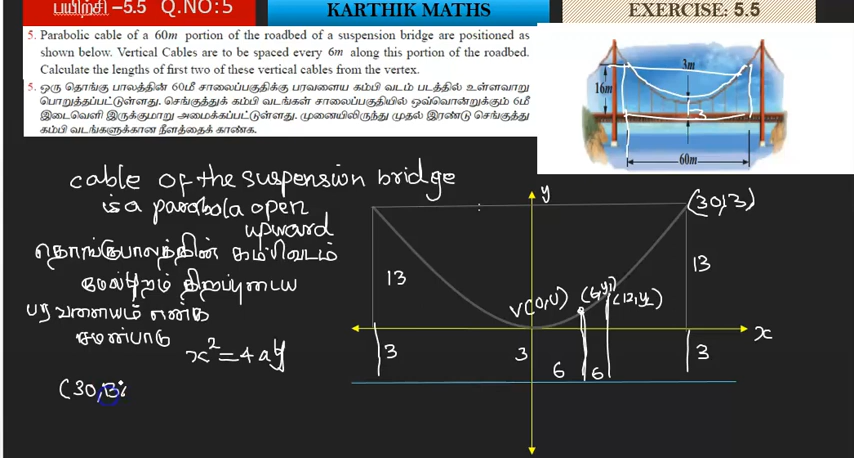 பயிற்சி –5.5 Q.NO:5
KARTHIK MATHS
EXERCISE: 5.5
5. Parabolic cable of a 60m portion of the roadbed of a suspension bridge are positioned as
shown below. Vertical Cables are to be spaced every 6m along this portion of the roadbed.
Calculate the lengths of first two of these vertical cables from the vertex.
5. ஒரு தொங்கு பாலத்தின் 60மீ சாலைப்பகுதிக்கு பரவளைய கம்பி வடம் படத்தில் உள்ளவாறு
பொறுத்தப்பட்டுள்ளது. செங்குத்துக் கம்பி வடங்கள் சாலைப்பகுதியில் ஒவ்வொன்றுக்கும் 6மீ
இடைவெளி இருக்குமாறு அமைக்கப்பட்டுள்ளது. முனையிலிருந்து முதல் இரண்டு செங்குத்து
கம்பி வடங்களுக்கான நீளத்தைக் காண்க.
3m
16m
3
60m
cable of the suspension bridge
is a parabola open
upward
தொங்குபாலத்தின் கம்பிவடம்
மேல்புறம் திறப்புடைய
பரவளையம் எனவே
சமன்பாடு
x² = 4ay
(30,13
y
(30,13)
13
13
V(0,0)
(6,y₁)
(12,y₂)
x
3
3
3
6
6